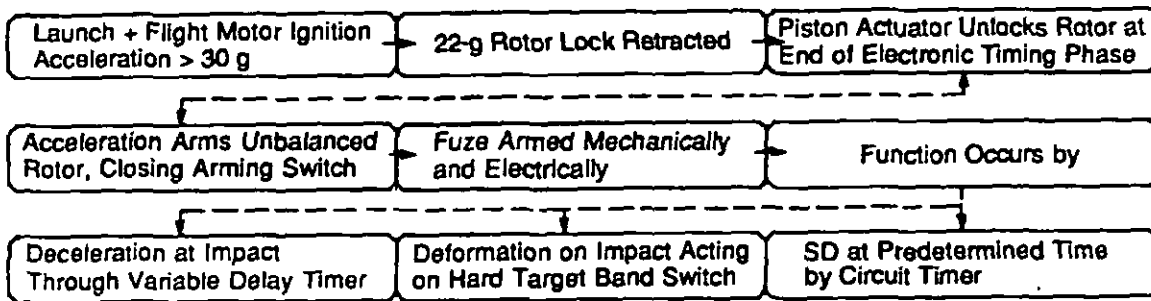 Launch + Flight Motor Ignition
Acceleration > 30 g
22-g Rotor Lock Retracted
Piston Actuator Unlocks Rotor at
End of Electronic Timing Phase
Acceleration Arms Unbalanced
Rotor, Closing Arming Switch
Fuze Armed Mechanically
and Electrically
Function Occurs by
Deceleration at Impact
Through Variable Delay Timer
Deformation on Impact Acting
on Hard Target Band Switch
SD at Predetermined Time
by Circuit Timer